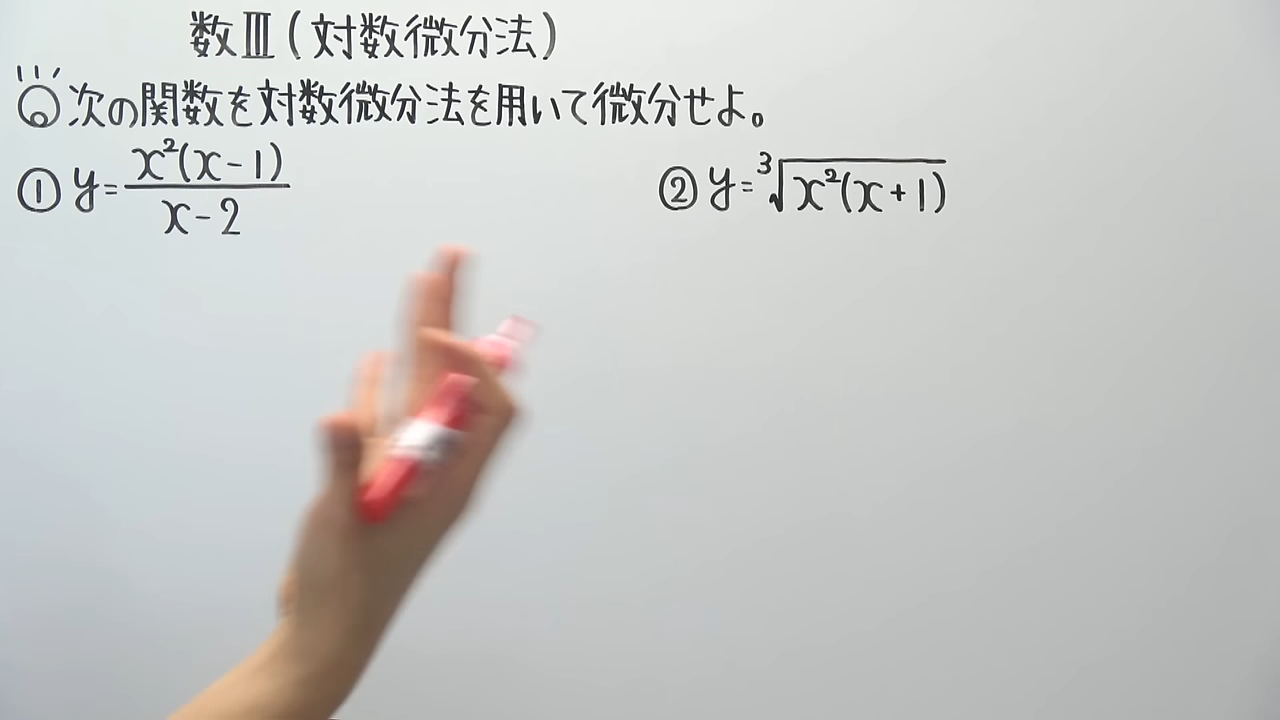 数Ⅲ(対数微分法)
次の関数を対数微分法を用いて微分せよ。
① y=x²(x-1)/(x-2)
② y=³√(x²(x+1))